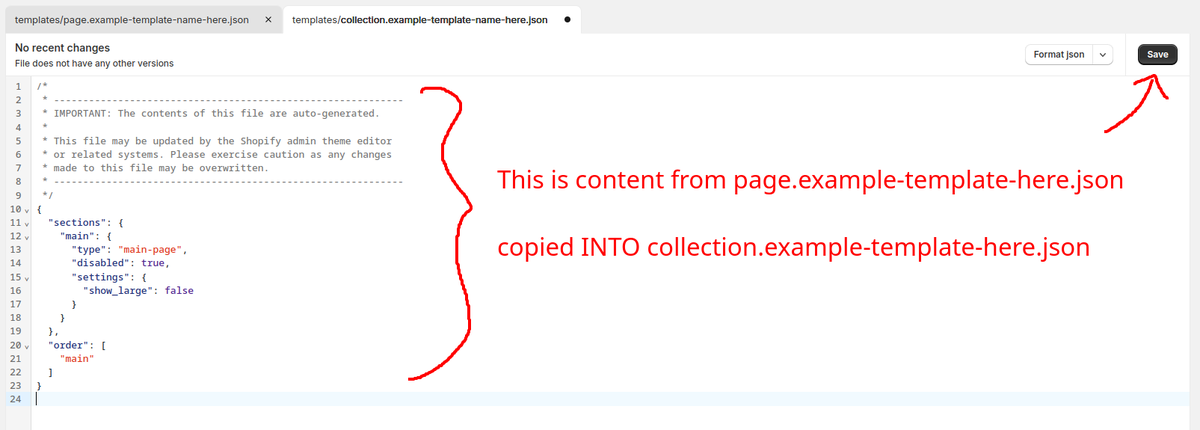 templates/page.example-template-name-here.json × templates/collection.example-template-name-here.json
No recent changes
File does not have any other versions
Format json
Save
1 /*
2 * -----------------------------------------------------------
3 * IMPORTANT: The contents of this file are auto-generated.
4 *
5 * This file may be updated by the Shopify admin theme editor
6 * or related systems. Please exercise caution as any changes
7 * made to this file may be overwritten.
8 * -----------------------------------------------------------
9 */
10 {
11 "sections": {
12 "main": {
13 "type": "main-page",
14 "disabled": true,
15 "settings": {
16 "show_large": false
17 }
18 }
19 },
20 "order": [
21 "main"
22 ]
23 }
24
This is content from page.example-template-here.json
copied INTO collection.example-template-here.json